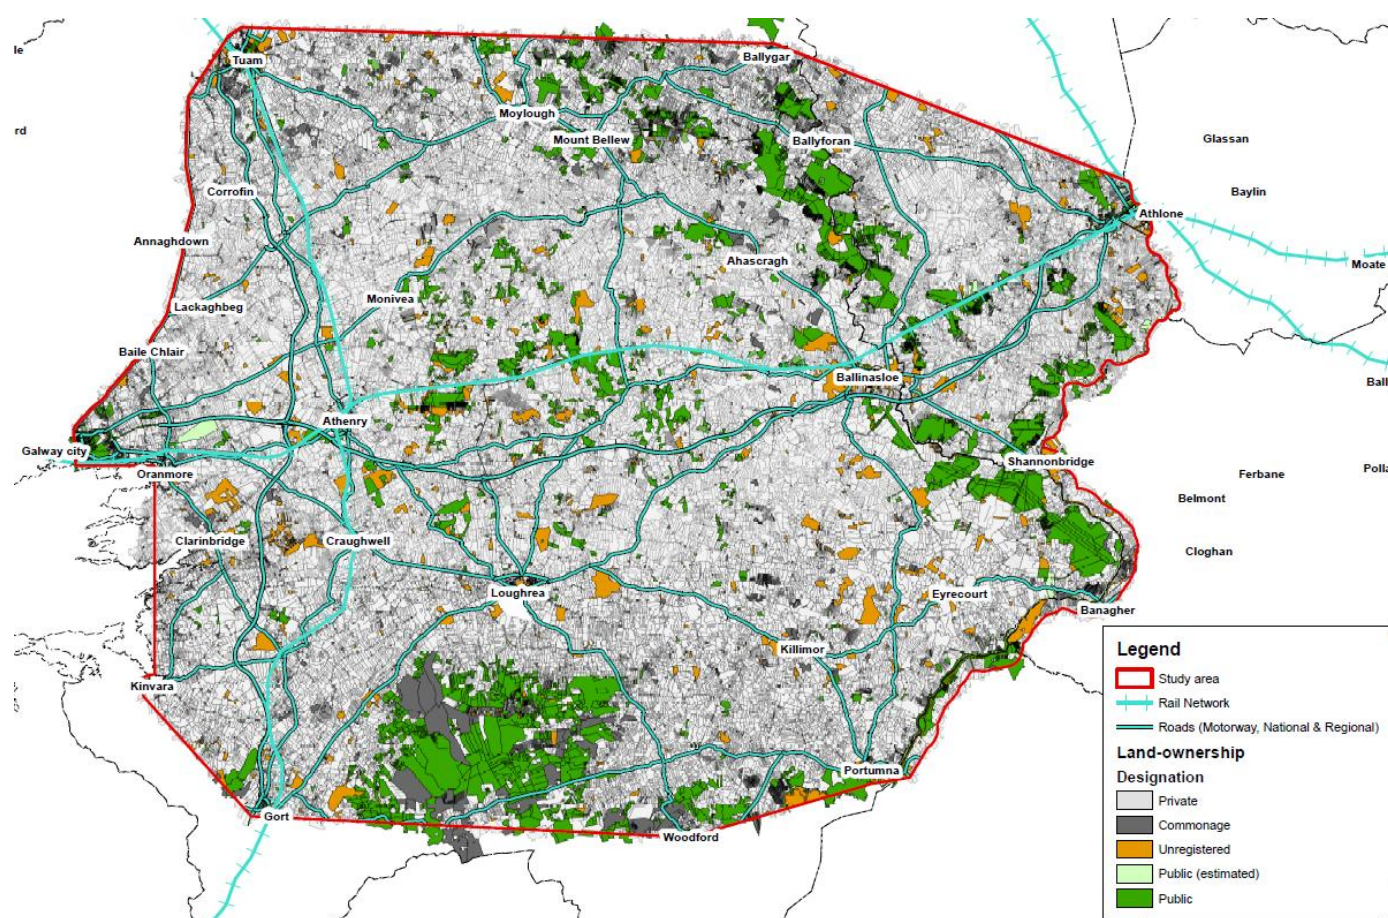 le
Tuam
Ballygar
Moylough
rd
Mount Bellew
Ballyforan
Glassan
Corrofin
Baylin
Athlone
Annaghdown
Ahascragh
Moate
Monivea
Lackaghbeg
Baile Chlair
Ballinasloe
Ball
Athenry
Galway city
Shannonbridge
Oranmore
Ferbane
Polla
Belmont
Clarinbridge
Craughwell
Cloghan
Loughrea
Eyrecourt
Banagher
Killimor
Kinvara
Portumna
Gort
Woodford
Legend
Study area
Rail Network
Roads (Motorway, National & Regional)
Land-ownership
Designation
Private
Commonage
Unregistered
Public (estimated)
Public